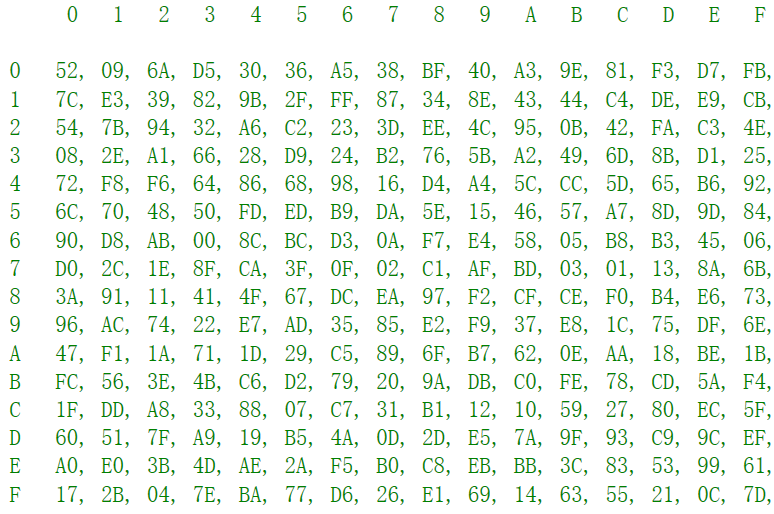 0 1 2 3 4 5 6 7 8 9 A B C D E F
0 52, 09, 6A, D5, 30, 36, A5, 38, BF, 40, A3, 9E, 81, F3, D7, FB,
1 7C, E3, 39, 82, 9B, 2F, FF, 87, 34, 8E, 43, 44, C4, DE, E9, CB,
2 54, 7B, 94, 32, A6, C2, 23, 3D, EE, 4C, 95, 0B, 42, FA, C3, 4E,
3 08, 2E, A1, 66, 28, D9, 24, B2, 76, 5B, A2, 49, 6D, 8B, D1, 25,
4 72, F8, F6, 64, 86, 68, 98, 16, D4, A4, 5C, CC, 5D, 65, B6, 92,
5 6C, 70, 48, 50, FD, ED, B9, DA, 5E, 15, 46, 57, A7, 8D, 9D, 84,
6 90, D8, AB, 00, 8C, BC, D3, 0A, F7, E4, 58, 05, B8, B3, 45, 06,
7 D0, 2C, 1E, 8F, CA, 3F, 0F, 02, C1, AF, BD, 03, 01, 13, 8A, 6B,
8 3A, 91, 11, 41, 4F, 67, DC, EA, 97, F2, CF, CE, F0, B4, E6, 73,
9 96, AC, 74, 22, E7, AD, 35, 85, E2, F9, 37, E8, 1C, 75, DF, 6E,
A 47, F1, 1A, 71, 1D, 29, C5, 89, 6F, B7, 62, 0E, AA, 18, BE, 1B,
B FC, 56, 3E, 4B, C6, D2, 79, 20, 9A, DB, C0, FE, 78, CD, 5A, F4,
C 1F, DD, A8, 33, 88, 07, C7, 31, B1, 12, 10, 59, 27, 80, EC, 5F,
D 60, 51, 7F, A9, 19, B5, 4A, 0D, 2D, E5, 7A, 9F, 93, C9, 9C, EF,
E A0, E0, 3B, 4D, AE, 2A, F5, B0, C8, EB, BB, 3C, 83, 53, 99, 61,
F 17, 2B, 04, 7E, BA, 77, D6, 26, E1, 69, 14, 63, 55, 21, 0C, 7D,